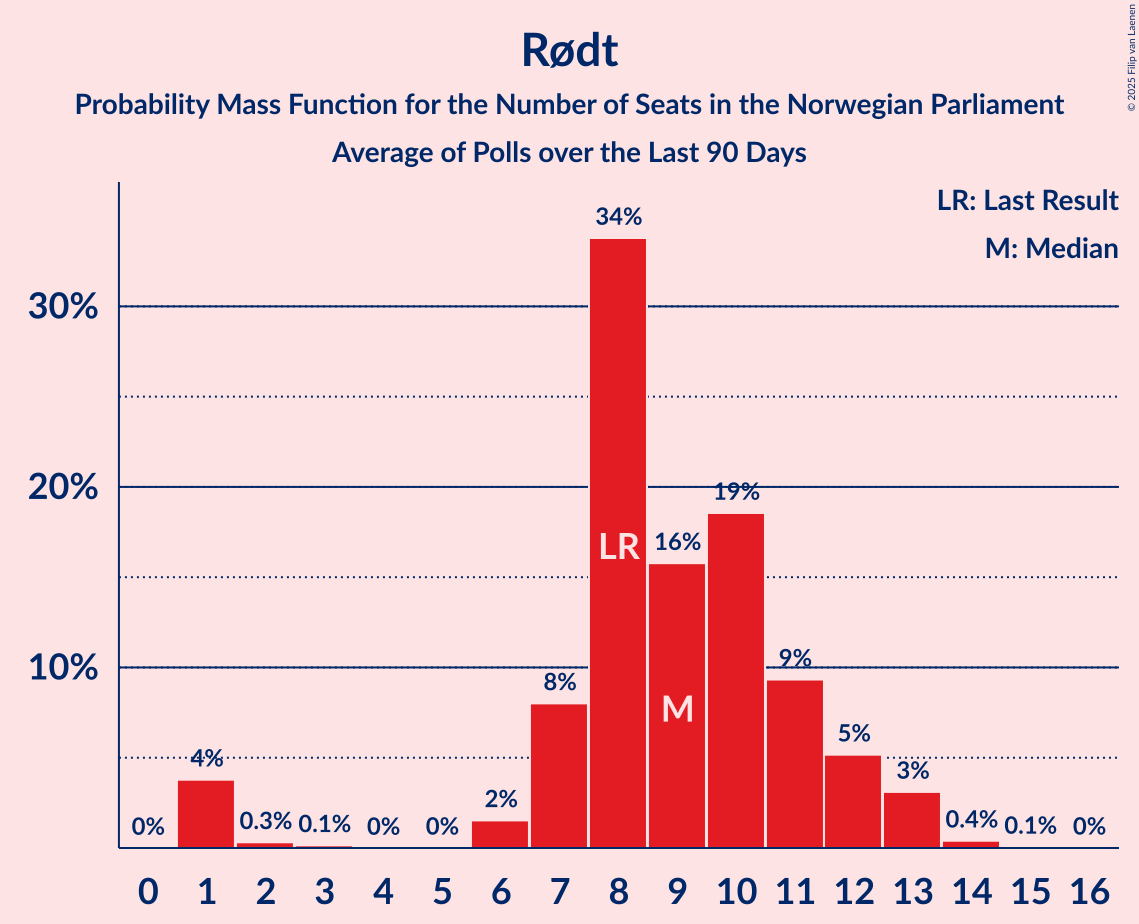 Rødt
Probability Mass Function for the Number of Seats in the Norwegian Parliament
Average of Polls over the Last 90 Days
© 2025 Filip van Laenen
LR: Last Result
M: Median
34%
30%
20%
19%
LR
16%
10%
9%
8%
M
5%
4%
3%
2%
0% 0.3% 0.1% 0% 0% 0.4% 0.1% 0%
0 1 2 3 4 5 6 7 8 9 10 11 12 13 14 15 16